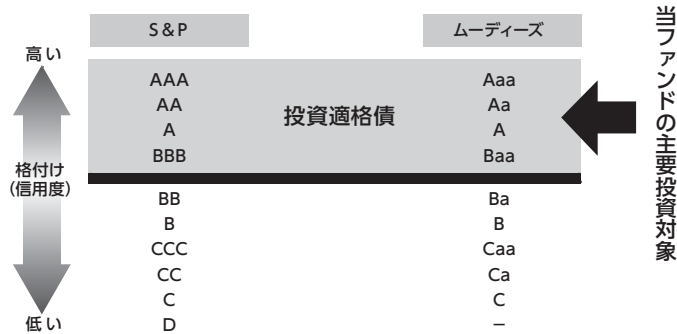 S&P ムーディーズ
高い
AAA Aaa
AA Aa
投資適格債
A A
BBB Baa
格付け
(信用度)
BB Ba
B B
CCC Caa
CC Ca
C C
低い D −
当ファンドの主要投資対象